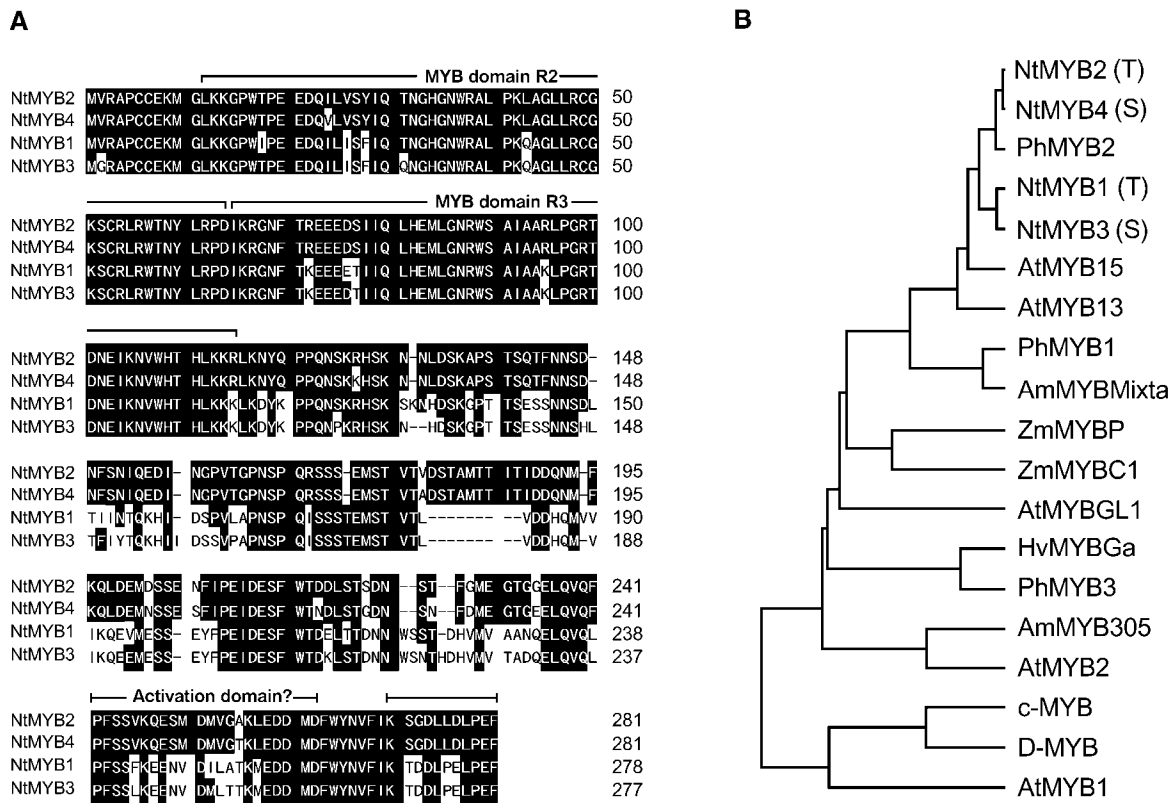 A
MYB domain R2
NtMYB2 MVRAPCCEKM GLKKGPWTPE EDQILVSYIQ TNGHGNWRAL PKLAGLLRCG 50
NtMYB4 MVRAPCCEKM GLKKGPWTPE EDQVLVSYIQ TNGHGNWRAL PKLAGLLRCG 50
NtMYB1 MVRAPCCEKM GLKKGPWIPE EDQILISFIQ TNGHGNWRAL PKQAGLLRCG 50
NtMYB3 MGRAPCCEKM GLKKGPWTPE EDQILISFIQ QNGHGNWRAL PKQAGLLRCG 50
MYB domain R3
NtMYB2 KSCRLRWTNY LRPDIKRGNF TREEEDSIIQ LHEMLGNRWS AIAARLPGRT 100
NtMYB4 KSCRLRWTNY LRPDIKRGNF TREEEDSIIQ LHEMLGNRWS AIAARLPGRT 100
NtMYB1 KSCRLRWTNY LRPDIKRGNF TKEEEETIIQ LHEMLGNRWS AIAAKLPGRT 100
NtMYB3 KSCRLRWTNY LRPDIKRGNF TKEEEDTIIQ LHEMLGNRWS AIAAKLPGRT 100
NtMYB2 DNEIKNVWHT HLKKRLKNYQ PPQNSKRHSK N-NLDSKAPS TSQTFNNSD- 148
NtMYB4 DNEIKNVWHT HLKKRLKNYQ PPQNSKKHSK N-NLDSKAPS TSQTFNNSD- 148
NtMYB1 DNEIKNVWHT HLKKKLKDYK PPQNSKRHSK SKNHDSKGPT TSESSNNSDL 150
NtMYB3 DNEIKNVWHT HLKKKLKDYK PPQNPKRHSK N--HDSKGPT TSESSNNSHL 148
NtMYB2 NFSNIQEDI- NGPVTGPNSP QRSSS-EMST VTVDSTAMTT ITIDDQNM-F 195
NtMYB4 NFSNIQEDI- NGPVTGPNSP QRSSS-EMST VTADSTAMTT ITIDDQNM-F 195
NtMYB1 TIINTQKHI- DSPVLAPNSP QISSSTEMST VTL------- --VDDHQMVV 190
NtMYB3 TFIYTQKHII DSSVPAPNSP QISSSTEMST VTL------- --VDDHQM-V 188
NtMYB2 KQLDEMDSSE NFIPEIDESF WTDDLSTSDN --ST--FGME GTGGELQVQF 241
NtMYB4 KQLDEMNSSE SFIPEIDESF WTNDLSTGDN --SN--FDME GTGEELQVQF 241
NtMYB1 IKQEVMESS- EYFPEIDESF WTDELTTDNN WSST-DHVMV AANQELQVQL 238
NtMYB3 IKQEEMESS- EYFPEIDESF WTDKLSTDNN WSNTHDHVMV TADQELQVQL 237
Activation domain?
NtMYB2 PFSSVKQESM DMVGAKLEDD MDFWYNVFIK SGDLLDLPEF 281
NtMYB4 PFSSVKQESM DMVGTKLEDD MDFWYNVFIK SGDLLDLPEF 281
NtMYB1 PFSSFKEENV DILATKMEDD MDFWYNVFIK TDDLPELPEF 278
NtMYB3 PFSSLKEENV DMLTTKMEDD MDFWYNVFIK TDDLLELPEF 277
B
NtMYB2 (T)
NtMYB4 (S)
PhMYB2
NtMYB1 (T)
NtMYB3 (S)
AtMYB15
AtMYB13
PhMYB1
AmMYBMixta
ZmMYBP
ZmMYBC1
AtMYBGL1
HvMYBGa
PhMYB3
AmMYB305
AtMYB2
c-MYB
D-MYB
AtMYB1